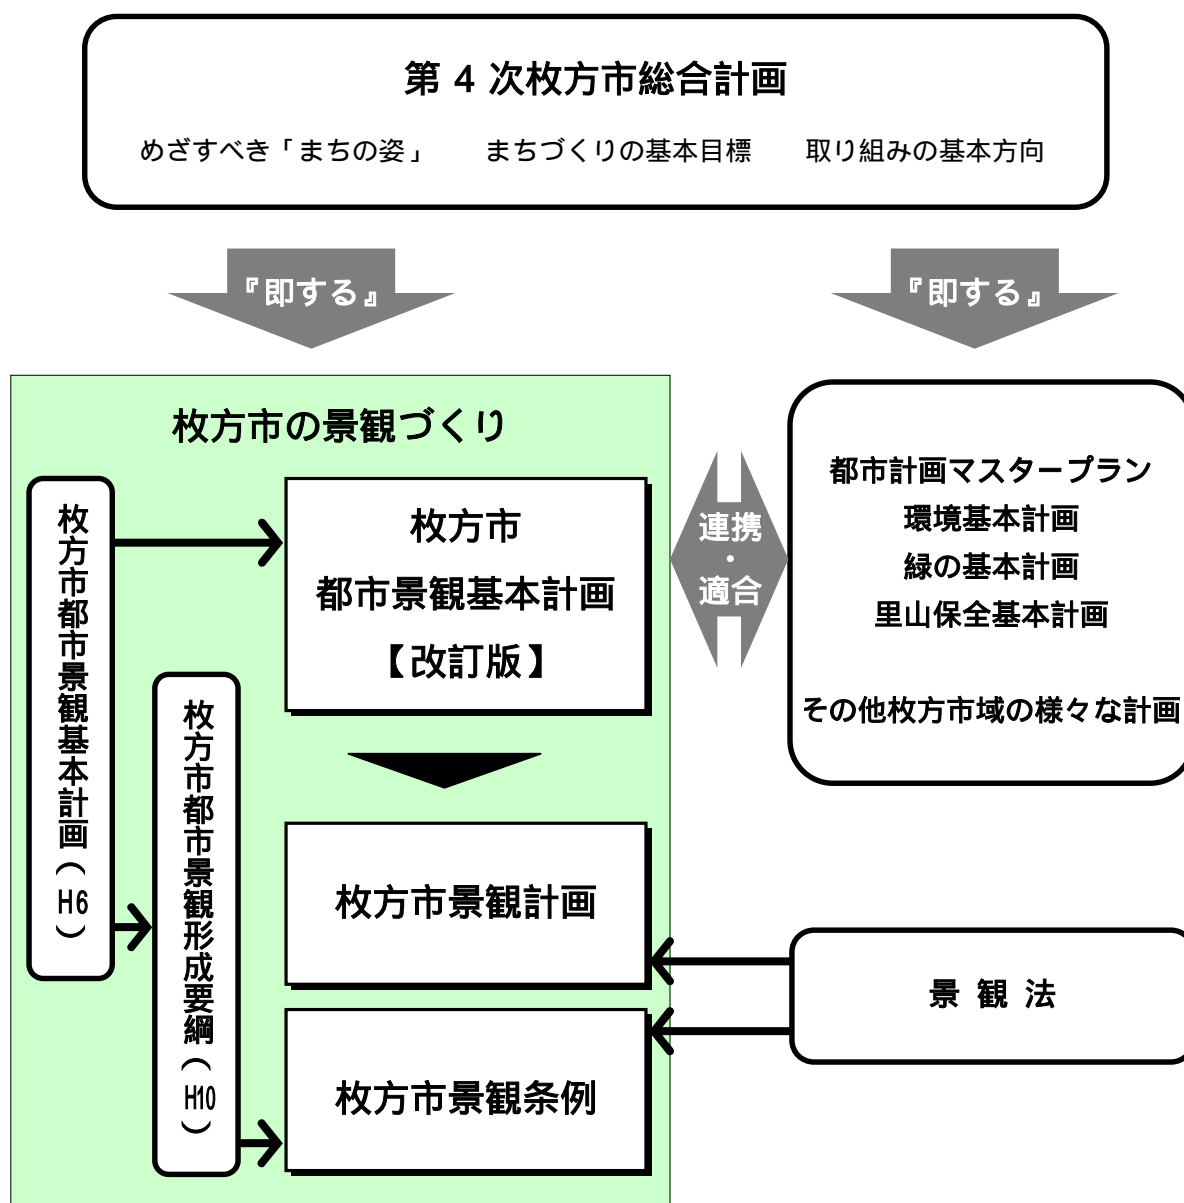 第4次枚方市総合計画
めざすべき「まちの姿」 まちづくりの基本目標 取り組みの基本方向
『即する』
『即する』
枚方市の景観づくり
枚方市都市景観基本計画(H6)
枚方市都市景観形成要綱(H10)
枚方市
都市景観基本計画
【改訂版】
枚方市景観計画
枚方市景観条例
連携
・
適合
都市計画マスタープラン
環境基本計画
緑の基本計画
里山保全基本計画
その他枚方市域の様々な計画
景観法